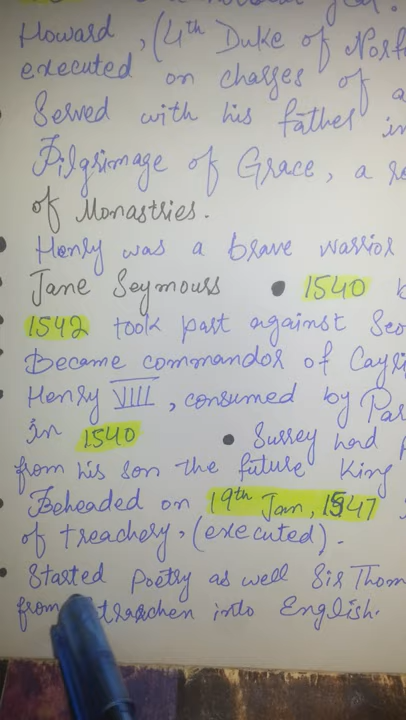 Howard, (4th Duke of Norf
executed on charges of a
Served with his father in
Pilgrimage of Grace, a re
of Monastries.
Henry was a brave warrior
Jane Seymouss • 1540 b
1542 took part against Sco
Became commandor of Caysi
Henry VIII, consumed by Pas
in 1540 • Surrey had
from his son the future King
Beheaded on 19th Jan, 1547
of treachery, (executed).
Started Poetry as well Sir Thom
from into English.